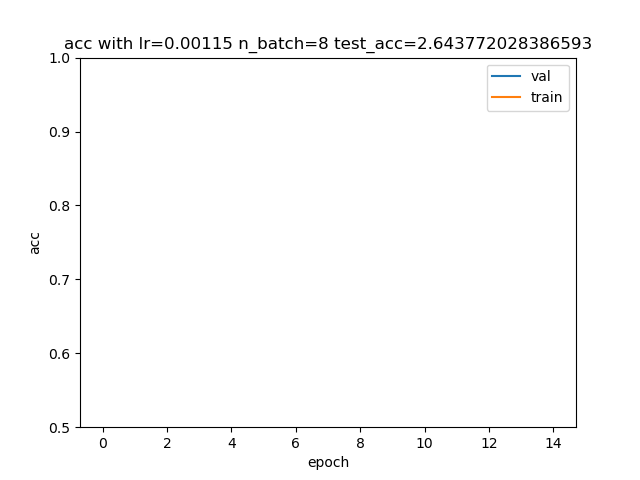 acc with lr=0.00115 n_batch=8 test_acc=2.643772028386593
val
train
1.0
0.9
0.8
0.7
0.6
0.5
acc
0 2 4 6 8 10 12 14
epoch